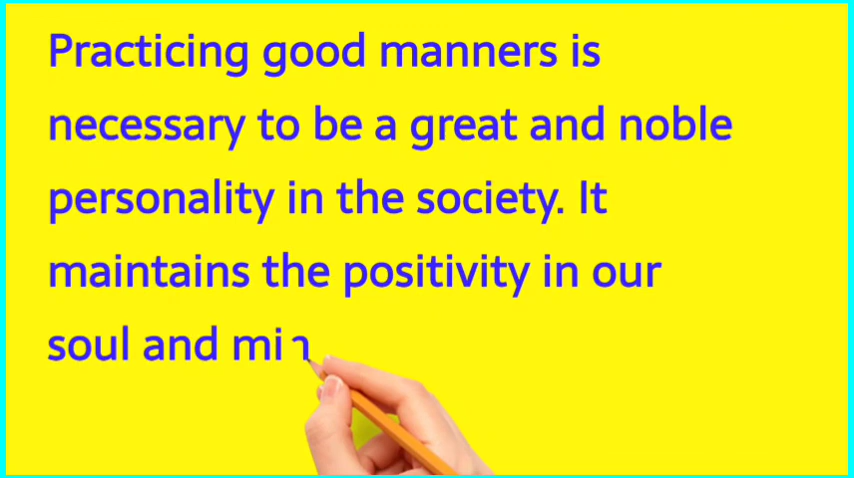 Practicing good manners is
necessary to be a great and noble
personality in the society. It
maintains the positivity in our
soul and min